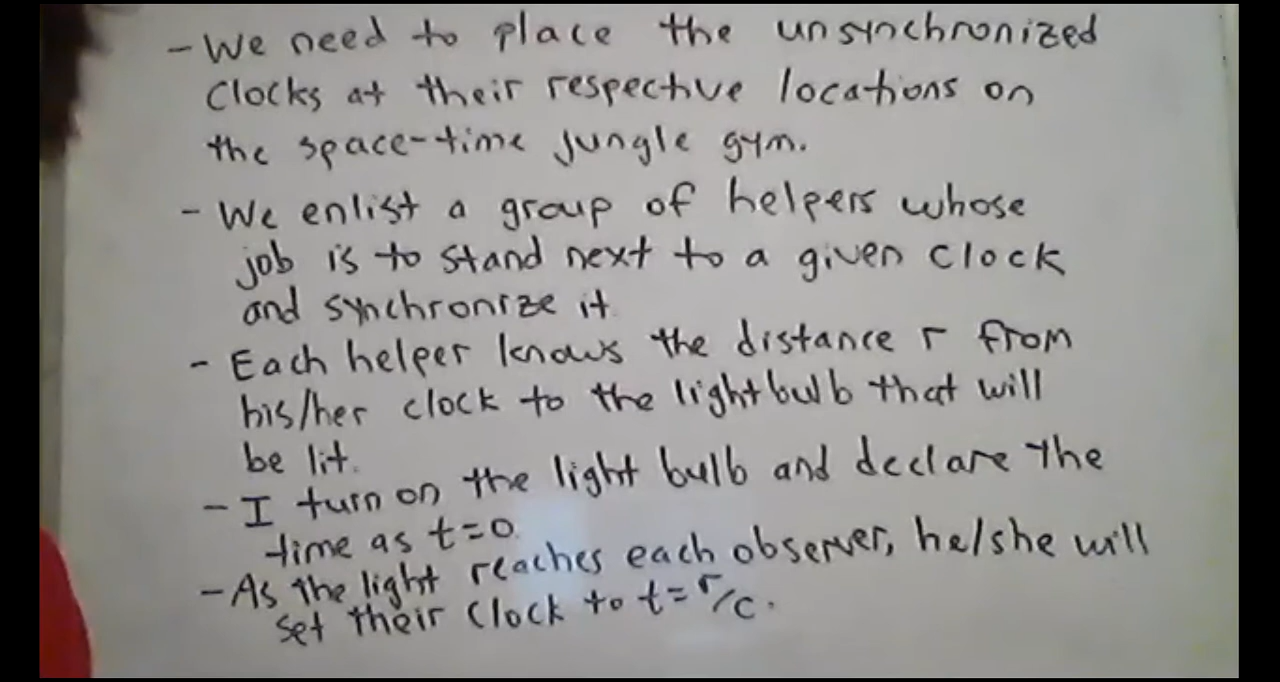 - We need to place the unsynchronized
clocks at their respective locations on
the space-time jungle gym.
- We enlist a group of helpers whose
job is to stand next to a given clock
and synchronize it.
- Each helper knows the distance r from
his/her clock to the lightbulb that will
be lit.
- I turn on the light bulb and declare the
time as t=0.
- As the light reaches each observer, he/she will
set their clock to t=r/c.